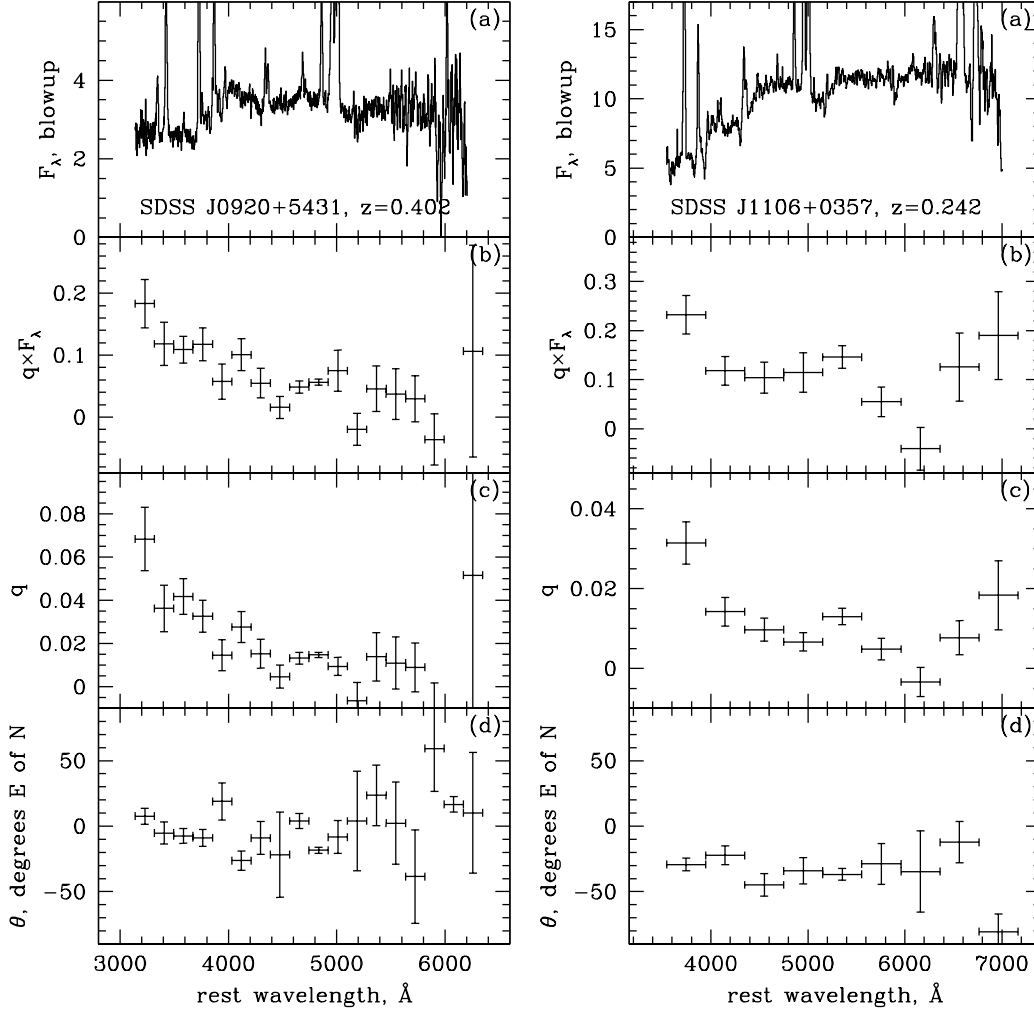 (a)
F_λ, blowup
4
2
0
SDSS J0920+5431, z=0.402
(b)
q×F_λ
0.2
0.1
0
(c)
q
0.08
0.06
0.04
0.02
0
(d)
θ, degrees E of N
50
0
−50
3000 4000 5000 6000
rest wavelength, Å
(a)
F_λ, blowup
15
10
5
0
SDSS J1106+0357, z=0.242
(b)
q×F_λ
0.3
0.2
0.1
0
(c)
q
0.04
0.02
0
(d)
θ, degrees E of N
50
0
−50
4000 5000 6000 7000
rest wavelength, Å